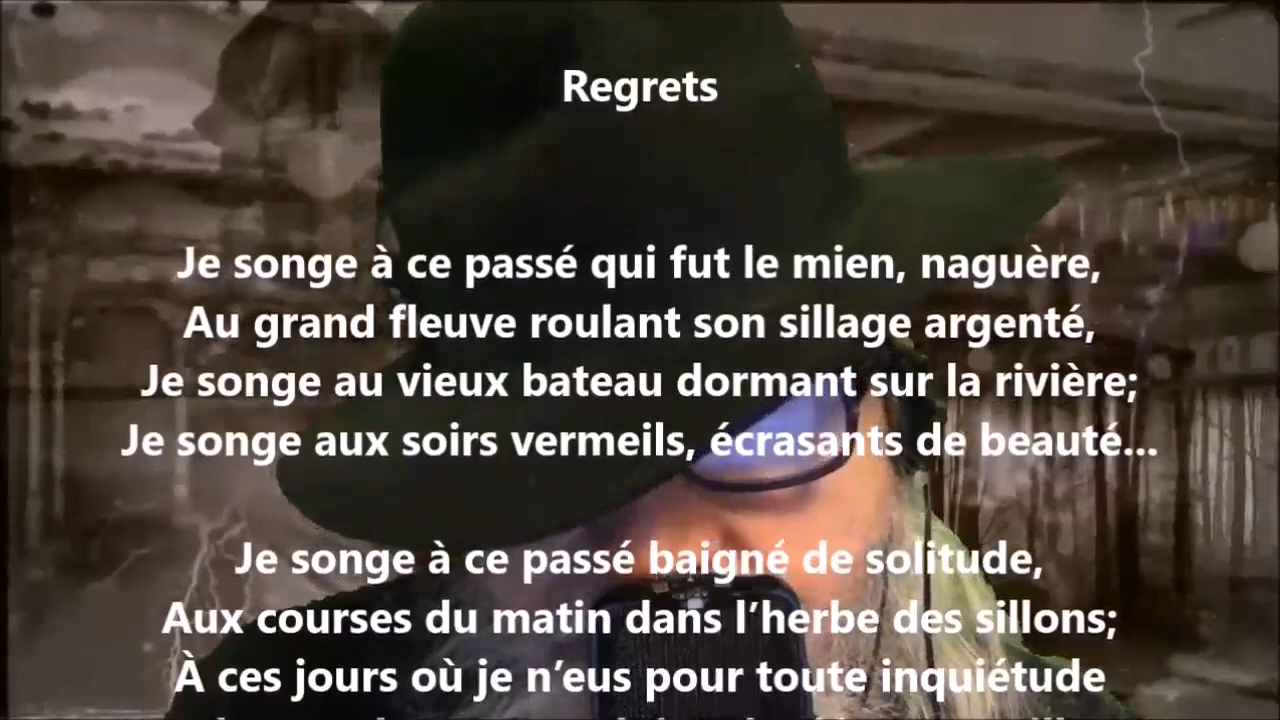 Regrets
Je songe à ce passé qui fut le mien, naguère,
Au grand fleuve roulant son sillage argenté,
Je songe au vieux bateau dormant sur la rivière;
Je songe aux soirs vermeils, écrasants de beauté...
Je songe à ce passé baigné de solitude,
Aux courses du matin dans l’herbe des sillons;
À ces jours où je n’eus pour toute inquiétude